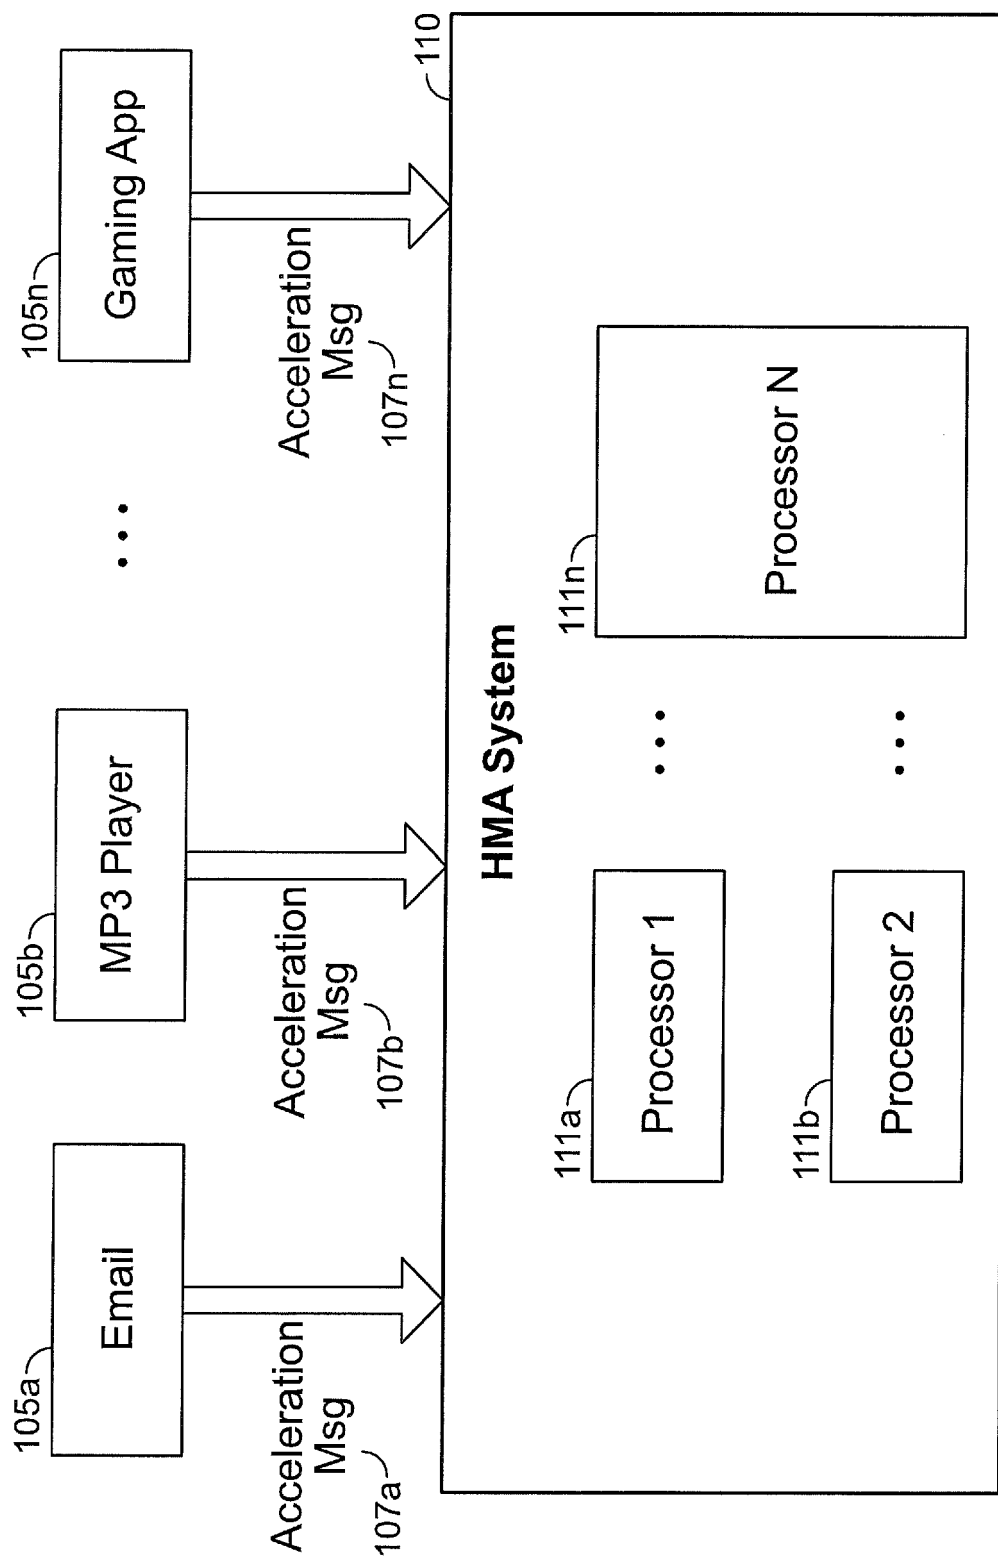 105a
Email
105b
MP3 Player
• • •
105n
Gaming App
Acceleration
Msg
107a
Acceleration
Msg
107b
Acceleration
Msg
107n
110
HMA System
111a
Processor 1
• • •
111n
Processor N
111b
Processor 2
• • •